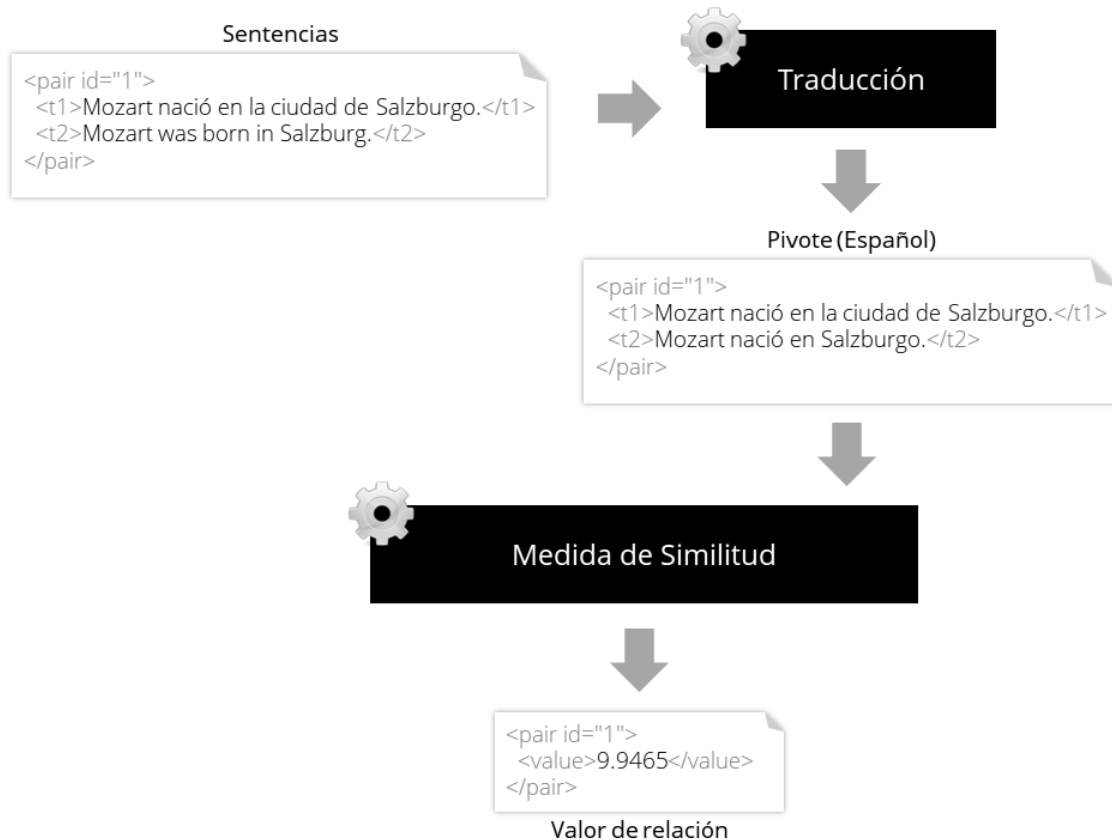 Sentencias
<pair id="1">
<t1>Mozart nació en la ciudad de Salzburgo.</t1>
<t2>Mozart was born in Salzburg.</t2>
</pair>
Traducción
Pivote (Español)
<pair id="1">
<t1>Mozart nació en la ciudad de Salzburgo.</t1>
<t2>Mozart nació en Salzburgo.</t2>
</pair>
Medida de Similitud
<pair id="1">
<value>9.9465</value>
</pair>
Valor de relación